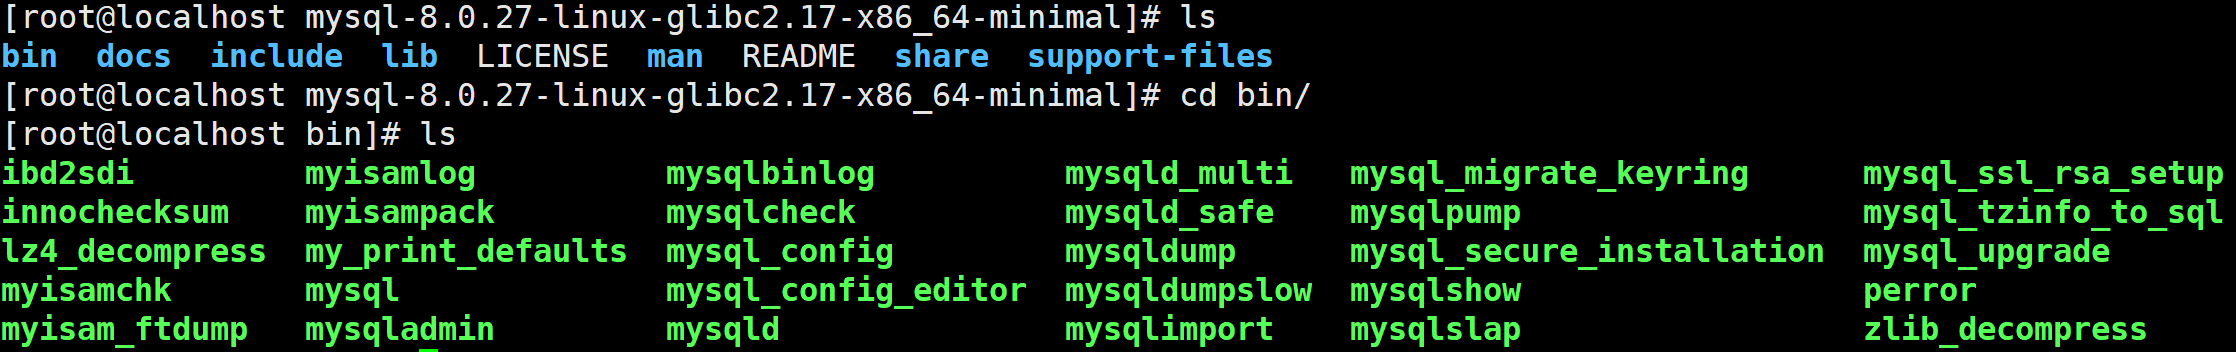 [root@localhost mysql-8.0.27-linux-glibc2.17-x86_64-minimal]# ls
bin  docs  include  lib  LICENSE  man  README  share  support-files
[root@localhost mysql-8.0.27-linux-glibc2.17-x86_64-minimal]# cd bin/
[root@localhost bin]# ls
ibd2sdi         myisamlog         mysqlbinlog          mysqld_multi   mysql_migrate_keyring      mysql_ssl_rsa_setup
innochecksum    myisampack        mysqlcheck           mysqld_safe    mysqlpump                  mysql_tzinfo_to_sql
lz4_decompress  my_print_defaults  mysql_config         mysqldump      mysql_secure_installation  mysql_upgrade
myisamchk       mysql             mysql_config_editor  mysqldumpslow  mysqlshow                  perror
myisam_ftdump   mysqladmin        mysqld               mysqlimport    mysqlslap                  zlib_decompress